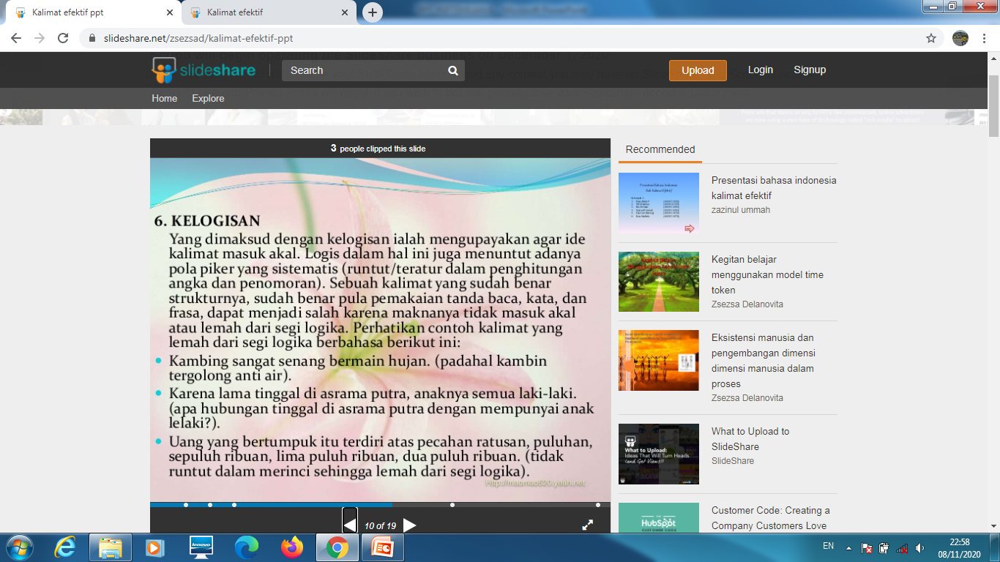 Kalimat efektif ppt
Kalimat efektif
slideshare.net/zsezsad/kalimat-efektif-ppt
slideshare
Search
Upload
Login
Signup
Home
Explore
3 people clipped this slide
6. KELOGISAN
Yang dimaksud dengan kelogisan ialah mengupayakan agar ide
kalimat masuk akal. Logis dalam hal ini juga menuntut adanya
pola piker yang sistematis (runtut/teratur dalam penghitungan
angka dan penomoran). Sebuah kalimat yang sudah benar
strukturnya, sudah benar pula pemakaian tanda baca, kata, dan
frasa, dapat menjadi salah karena maknanya tidak masuk akal
atau lemah dari segi logika. Perhatikan contoh kalimat yang
lemah dari segi logika berbahasa berikut ini:
• Kambing sangat senang bermain hujan. (padahal kambin
tergolong anti air).
• Karena lama tinggal di asrama putra, anaknya semua laki-laki.
(apa hubungan tinggal di asrama putra dengan mempunyai anak
lelaki?).
• Uang yang bertumpuk itu terdiri atas pecahan ratusan, puluhan,
sepuluh ribuan, lima puluh ribuan, dua puluh ribuan. (tidak
runtut dalam merinci sehingga lemah dari segi logika).
Http://maomao520.yeah.net
10 of 19
Recommended
Presentasi bahasa indonesia
kalimat efektif
zazinul ummah
Kegitan belajar
menggunakan model time
token
Zsezsa Delanovita
Eksistensi manusia dan
pengembangan dimensi
dimensi manusia dalam
proses
Zsezsa Delanovita
What to Upload:
Ideas That Will Turn Heads
(and Get Views!)
What to Upload to
SlideShare
SlideShare
HubSpot
CUSTOMER CODE
Customer Code: Creating a
Company Customers Love
lenovo
EN
22:58
08/11/2020